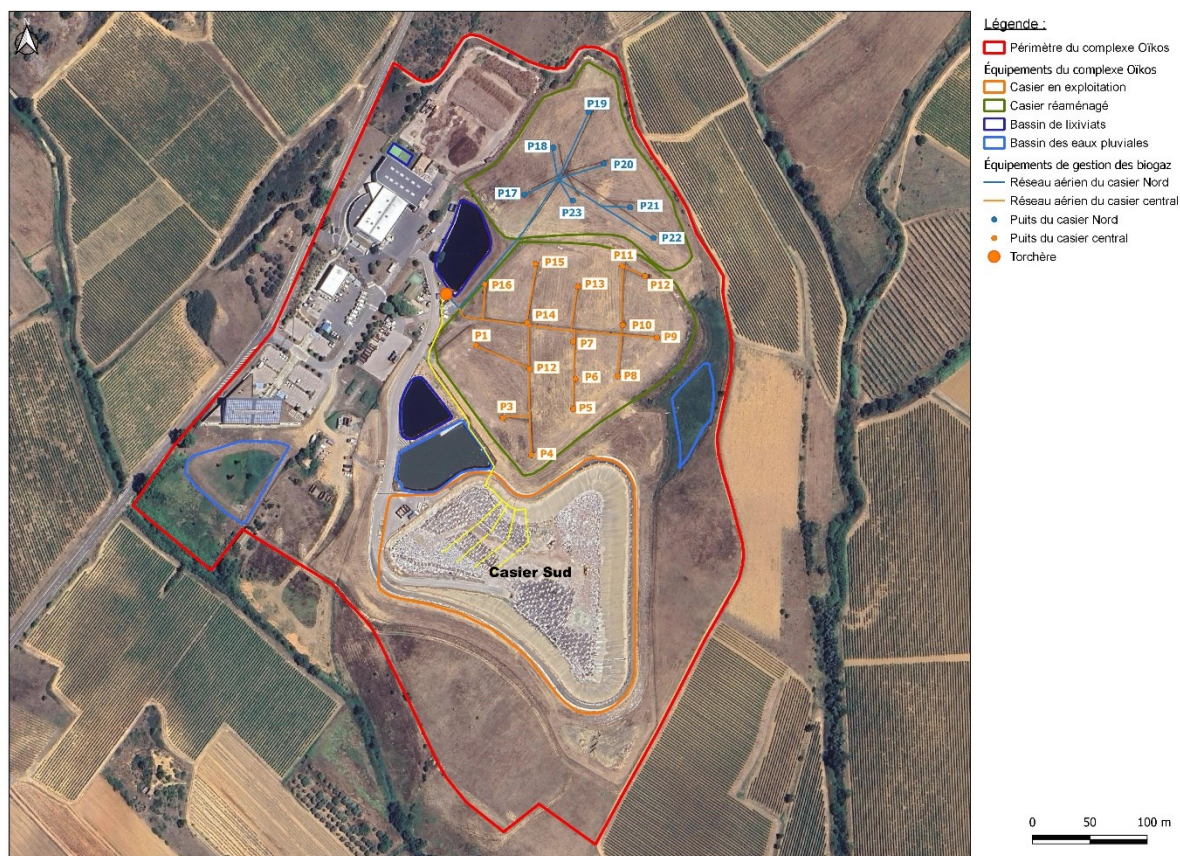 N
P19
P18
P20
P17
P21
P23
P22
P15
P11
P16
P13
P12
P14
P10
P1
P9
P7
P12
P6
P8
P3
P5
P4
Casier Sud
Légende :
Périmètre du complexe Oïkos
Équipements du complexe Oïkos
Casier en exploitation
Casier réaménagé
Bassin de lixiviats
Bassin des eaux pluviales
Équipements de gestion des biogaz
Réseau aérien du casier Nord
Réseau aérien du casier central
Puits du casier Nord
Puits du casier central
Torchère
0 50 100 m